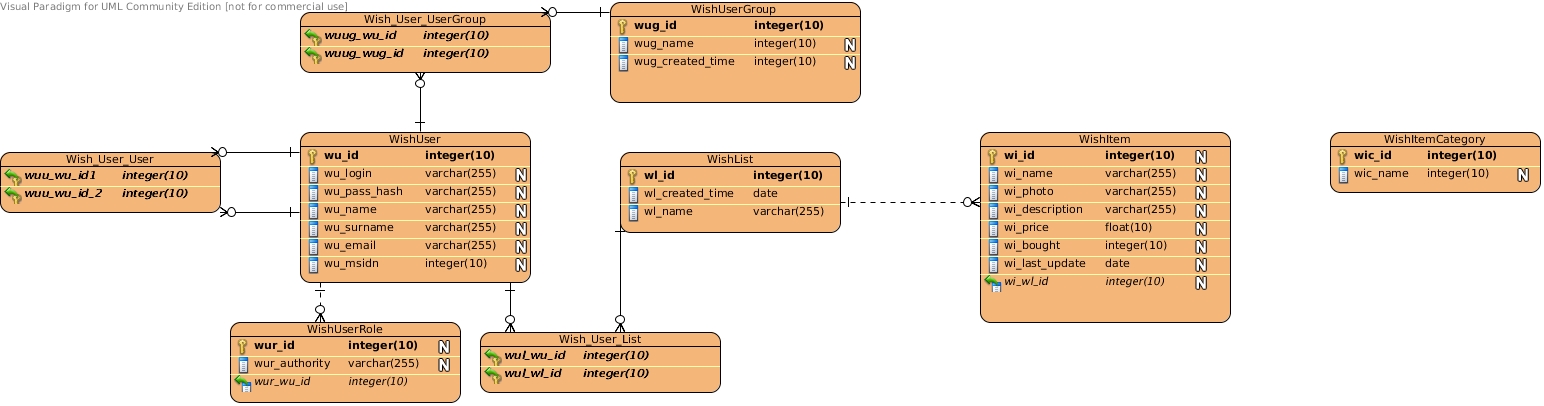 Visual Paradigm for UML Community Edition [not for commercial use]
Wish_User_UserGroup
wuug_wu_id integer(10)
wuug_wug_id integer(10)
WishUserGroup
wug_id integer(10)
wug_name integer(10) N
wug_created_time integer(10) N
Wish_User_User
wuu_wu_id1 integer(10)
wuu_wu_id_2 integer(10)
WishUser
wu_id integer(10)
wu_login varchar(255) N
wu_pass_hash varchar(255) N
wu_name varchar(255) N
wu_surname varchar(255) N
wu_email varchar(255) N
wu_msidn integer(10) N
WishList
wl_id integer(10)
wl_created_time date
wl_name varchar(255)
WishItem
wi_id integer(10) N
wi_name varchar(255) N
wi_photo varchar(255) N
wi_description varchar(255) N
wi_price float(10) N
wi_bought integer(10) N
wi_last_update date N
wi_wl_id integer(10) N
WishItemCategory
wic_id integer(10)
wic_name integer(10) N
WishUserRole
wur_id integer(10) N
wur_authority varchar(255) N
wur_wu_id integer(10)
Wish_User_List
wul_wu_id integer(10)
wul_wl_id integer(10)